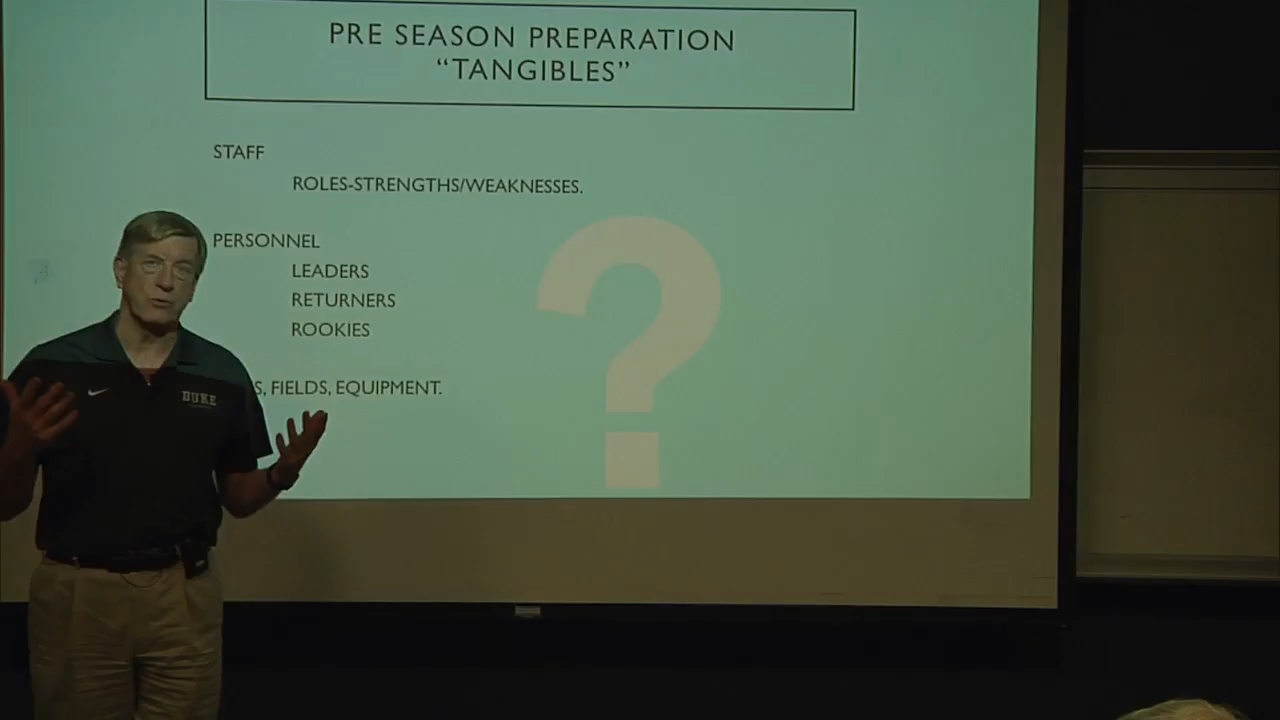 PRE SEASON PREPARATION
“TANGIBLES”
STAFF
ROLES-STRENGTHS/WEAKNESSES.
PERSONNEL
LEADERS
RETURNERS
ROOKIES
FIELDS, EQUIPMENT.
?
DUKE